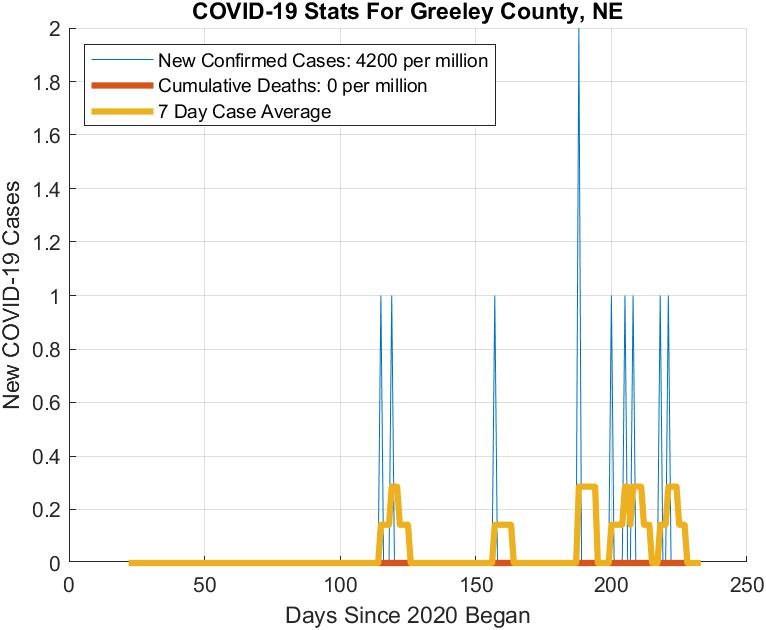 COVID-19 Stats For Greeley County, NE
2
New Confirmed Cases: 4200 per million
Cumulative Deaths: 0 per million
7 Day Case Average
1.8
1.6
1.4
1.2
1
0.8
0.6
0.4
0.2
0
New COVID-19 Cases
0 50 100 150 200 250
Days Since 2020 Began